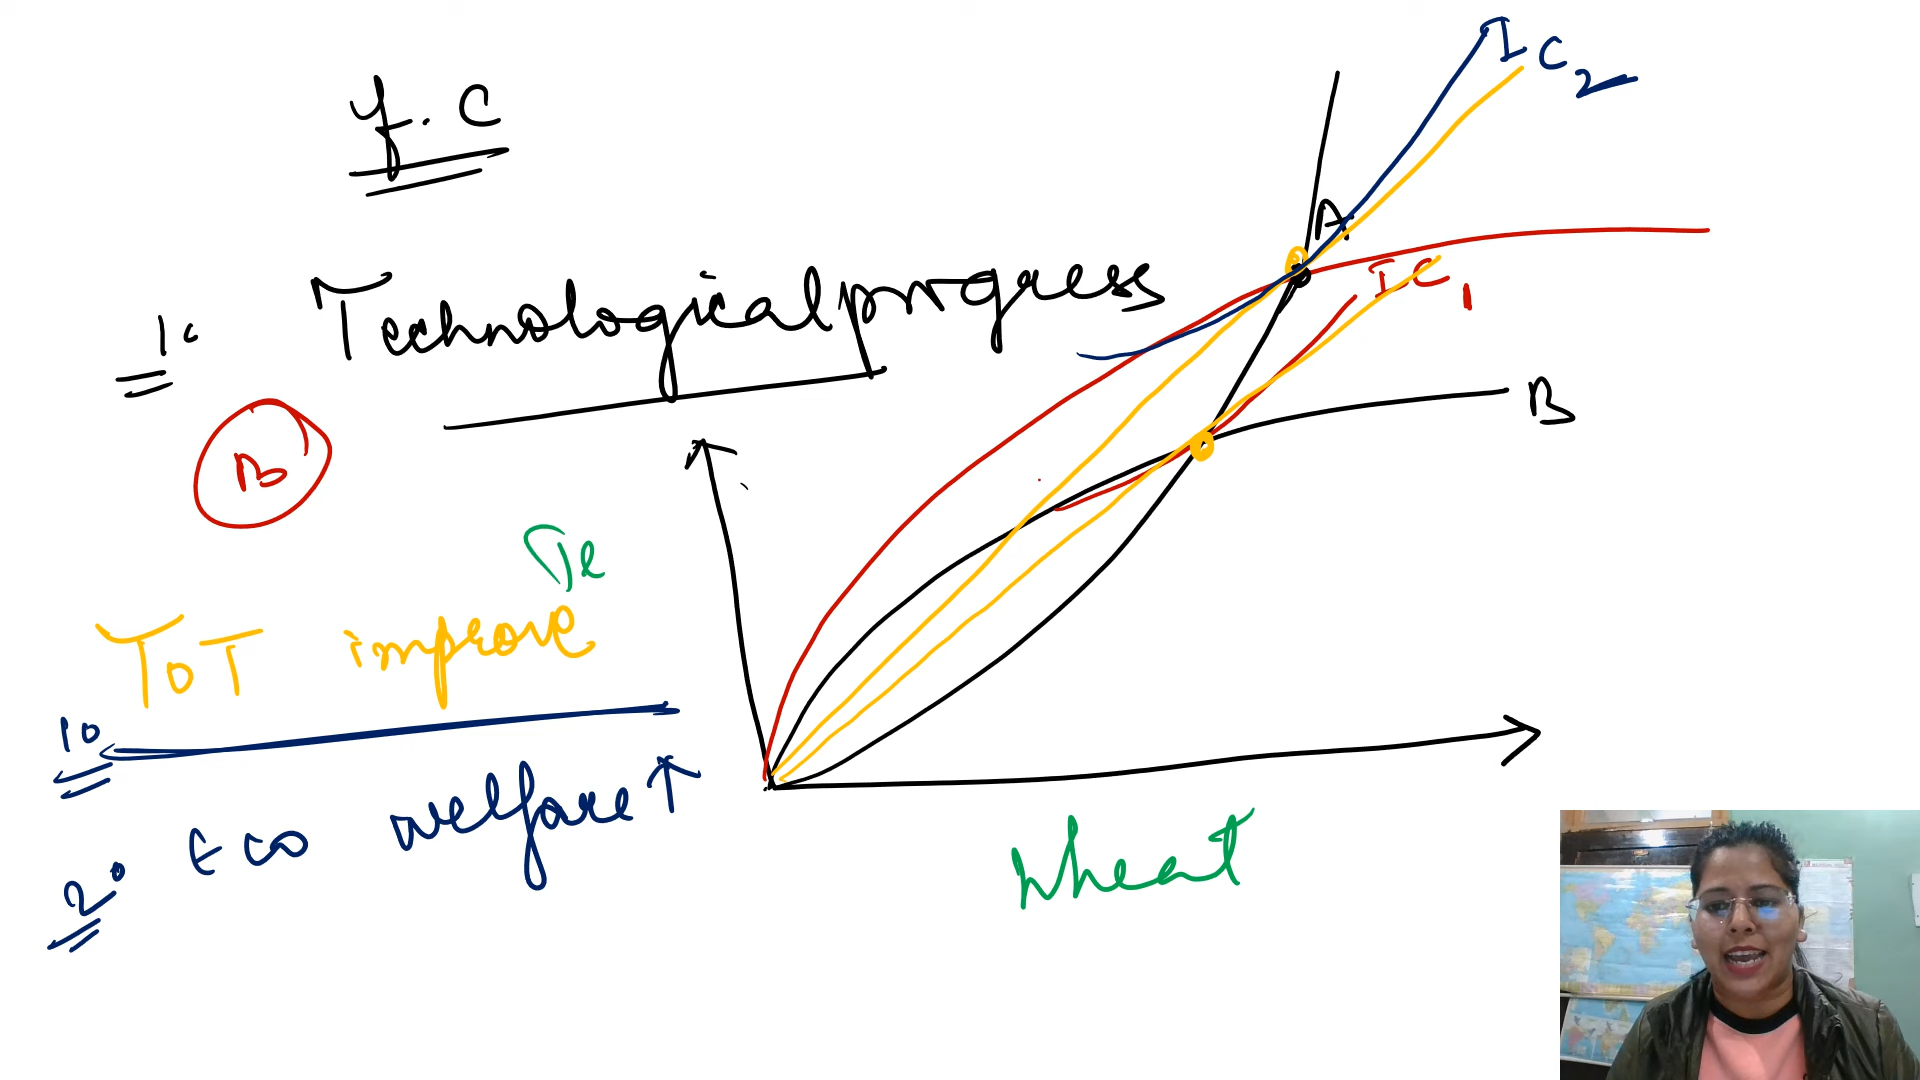 f.C
1. Technological progress
B
Te
ToT improve
1.
2. Eco welfare ↑
IC2
A
IC1
B
Wheat